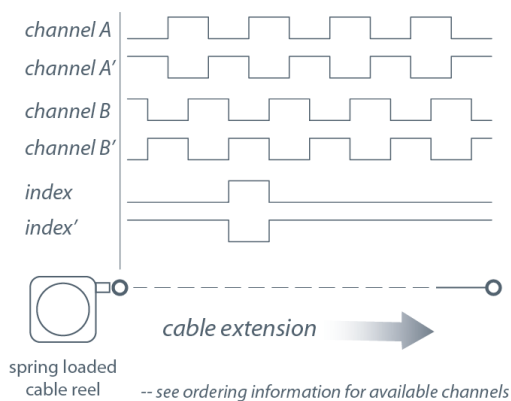 channel A
channel A’
channel B
channel B’
index
index’
cable extension
spring loaded
cable reel
-- see ordering information for available channels